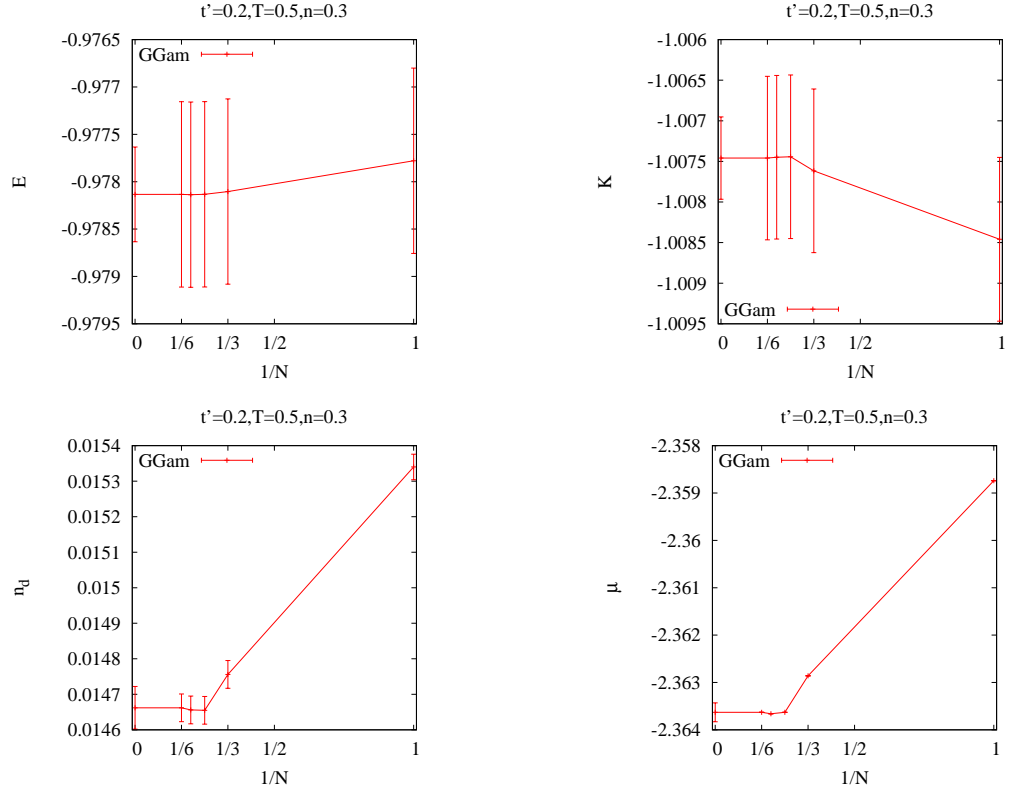 t'=0.2,T=0.5,n=0.3
-0.9765
-0.977
-0.9775
-0.978
-0.9785
-0.979
-0.9795
E
GGam
0 1/6 1/3 1/2 1
1/N
t'=0.2,T=0.5,n=0.3
-1.006
-1.0065
-1.007
-1.0075
-1.008
-1.0085
-1.009
-1.0095
K
GGam
0 1/6 1/3 1/2 1
1/N
t'=0.2,T=0.5,n=0.3
0.0154
0.0153
0.0152
0.0151
0.015
0.0149
0.0148
0.0147
0.0146
n_d
GGam
0 1/6 1/3 1/2 1
1/N
t'=0.2,T=0.5,n=0.3
-2.358
-2.359
-2.36
-2.361
-2.362
-2.363
-2.364
μ
GGam
0 1/6 1/3 1/2 1
1/N